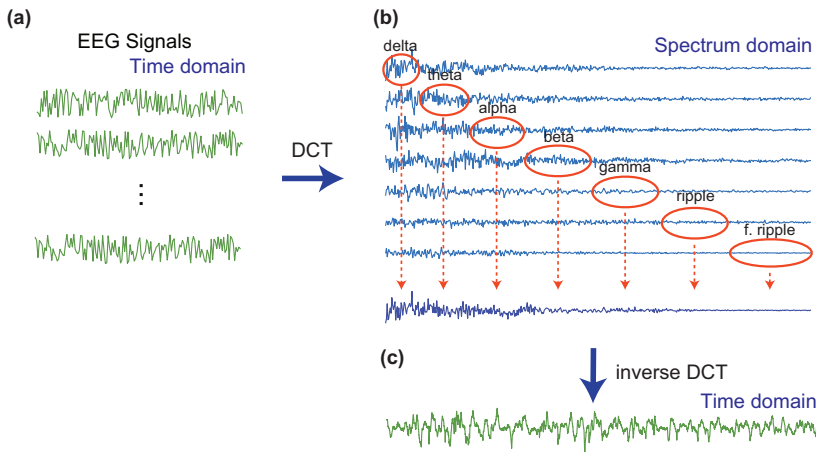 (a)
EEG Signals
Time domain
⋮
DCT
(b)
Spectrum domain
delta
theta
alpha
beta
gamma
ripple
f. ripple
(c)
inverse DCT
Time domain